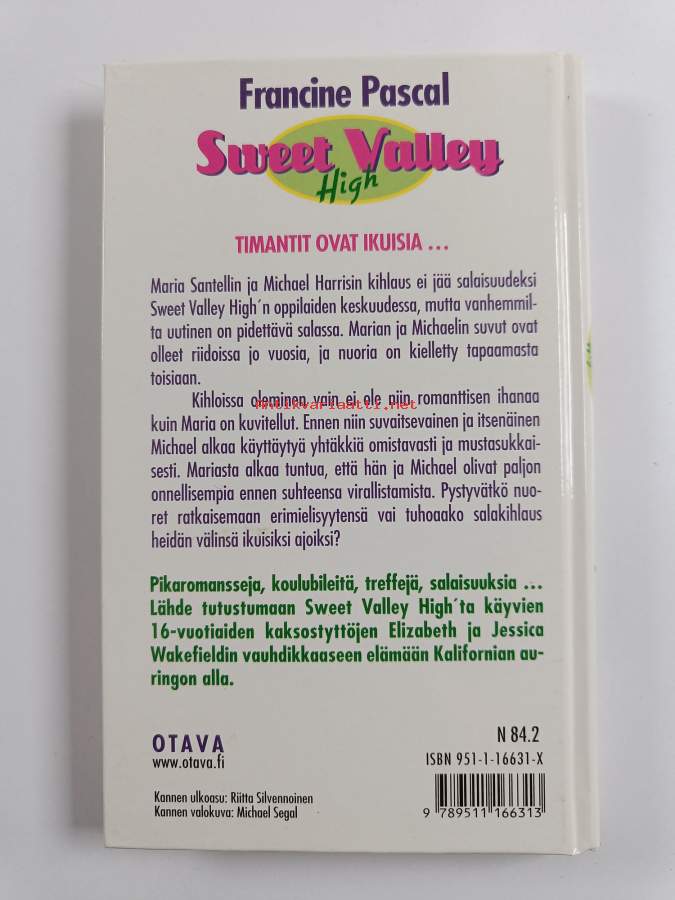 Francine Pascal
Sweet Valley
High
TIMANTIT OVAT IKUISIA ...
Maria Santellin ja Michael Harrisin kihlaus ei jää salaisuudeksi
Sweet Valley High´n oppilaiden keskuudessa, mutta vanhemmil-
ta uutinen on pidettävä salassa. Marian ja Michaelin suvut ovat
olleet riidoissa jo vuosia, ja nuoria on kielletty tapaamasta
toisiaan.
Kihloissa oleminen vain ei ole niin romanttisen ihanaa
Antikvariaatti.net
kuin Maria on kuvitellut. Ennen niin suvaitsevainen ja itsenäinen
Michael alkaa käyttäytyä yhtäkkiä omistavasti ja mustasukkai-
sesti. Mariasta alkaa tuntua, että hän ja Michael olivat paljon
onnellisempia ennen suhteensa virallistamista. Pystyvätkö nuo-
ret ratkaisemaan erimielisyytensä vai tuhoaako salakihlaus
heidän välinsä ikuisiksi ajoiksi?
Pikaromansseja, koulubileitä, treffejä, salaisuuksia ...
Lähde tutustumaan Sweet Valley High´ta käyvien
16-vuotiaiden kaksostyttöjen Elizabeth ja Jessica
Wakefieldin vauhdikkaaseen elämään Kalifornian au-
ringon alla.
OTAVA
www.otava.fi
N 84.2
ISBN 951-1-16631-X
Kannen ulkoasu: Riitta Silvennoinen
Kannen valokuva: Michael Segal
9 789511 166313